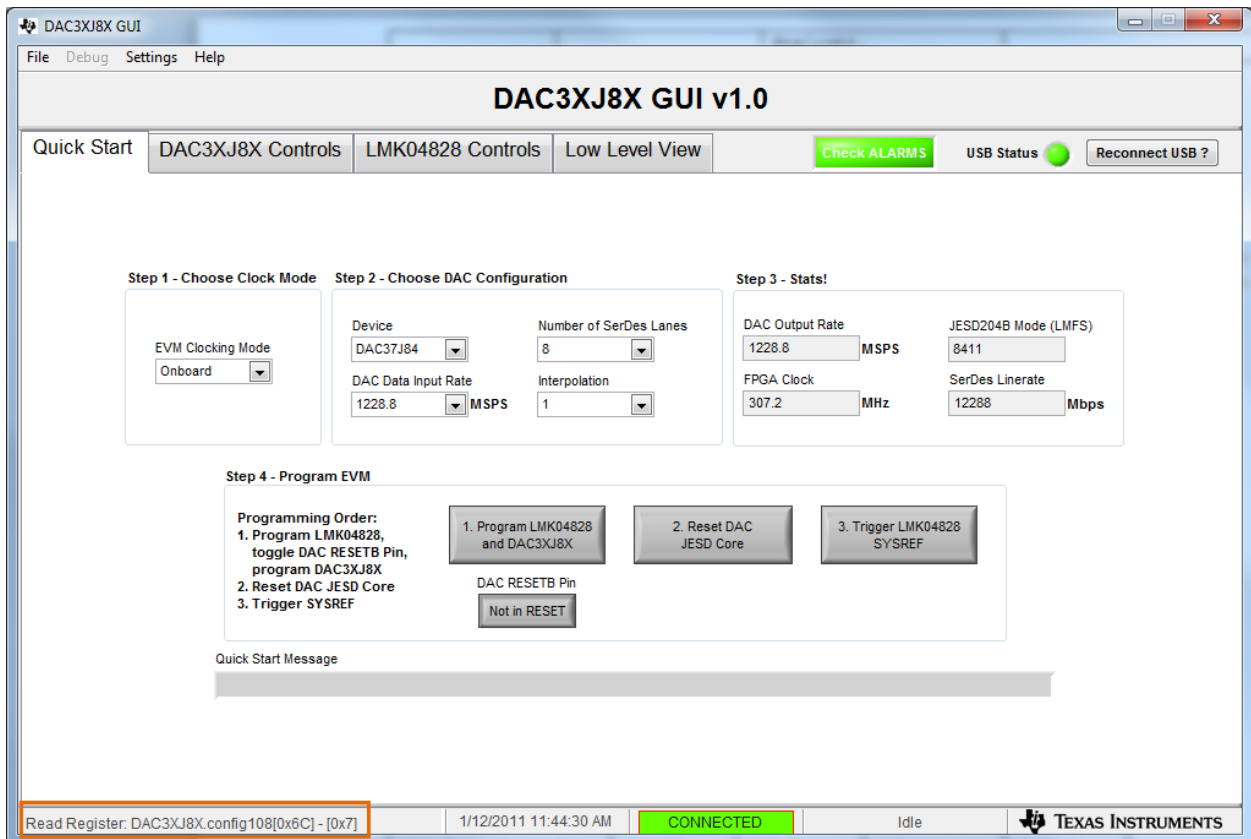 DAC3XJ8X GUI
File Debug Settings Help
DAC3XJ8X GUI v1.0
Quick Start DAC3XJ8X Controls LMK04828 Controls Low Level View Check ALARMS USB Status Reconnect USB ?
Step 1 - Choose Clock Mode
EVM Clocking Mode
Onboard
Step 2 - Choose DAC Configuration
Device
DAC37J84
Number of SerDes Lanes
8
DAC Data Input Rate
1228.8 MSPS
Interpolation
1
Step 3 - Stats!
DAC Output Rate
1228.8 MSPS
JESD204B Mode (LMFS)
8411
FPGA Clock
307.2 MHz
SerDes Linerate
12288 Mbps
Step 4 - Program EVM
Programming Order:
1. Program LMK04828,
toggle DAC RESETB Pin,
program DAC3XJ8X
2. Reset DAC JESD Core
3. Trigger SYSREF
1. Program LMK04828
and DAC3XJ8X
2. Reset DAC
JESD Core
3. Trigger LMK04828
SYSREF
DAC RESETB Pin
Not in RESET
Quick Start Message
Read Register: DAC3XJ8X.config108[0x6C] - [0x7] 1/12/2011 11:44:30 AM CONNECTED Idle TEXAS INSTRUMENTS